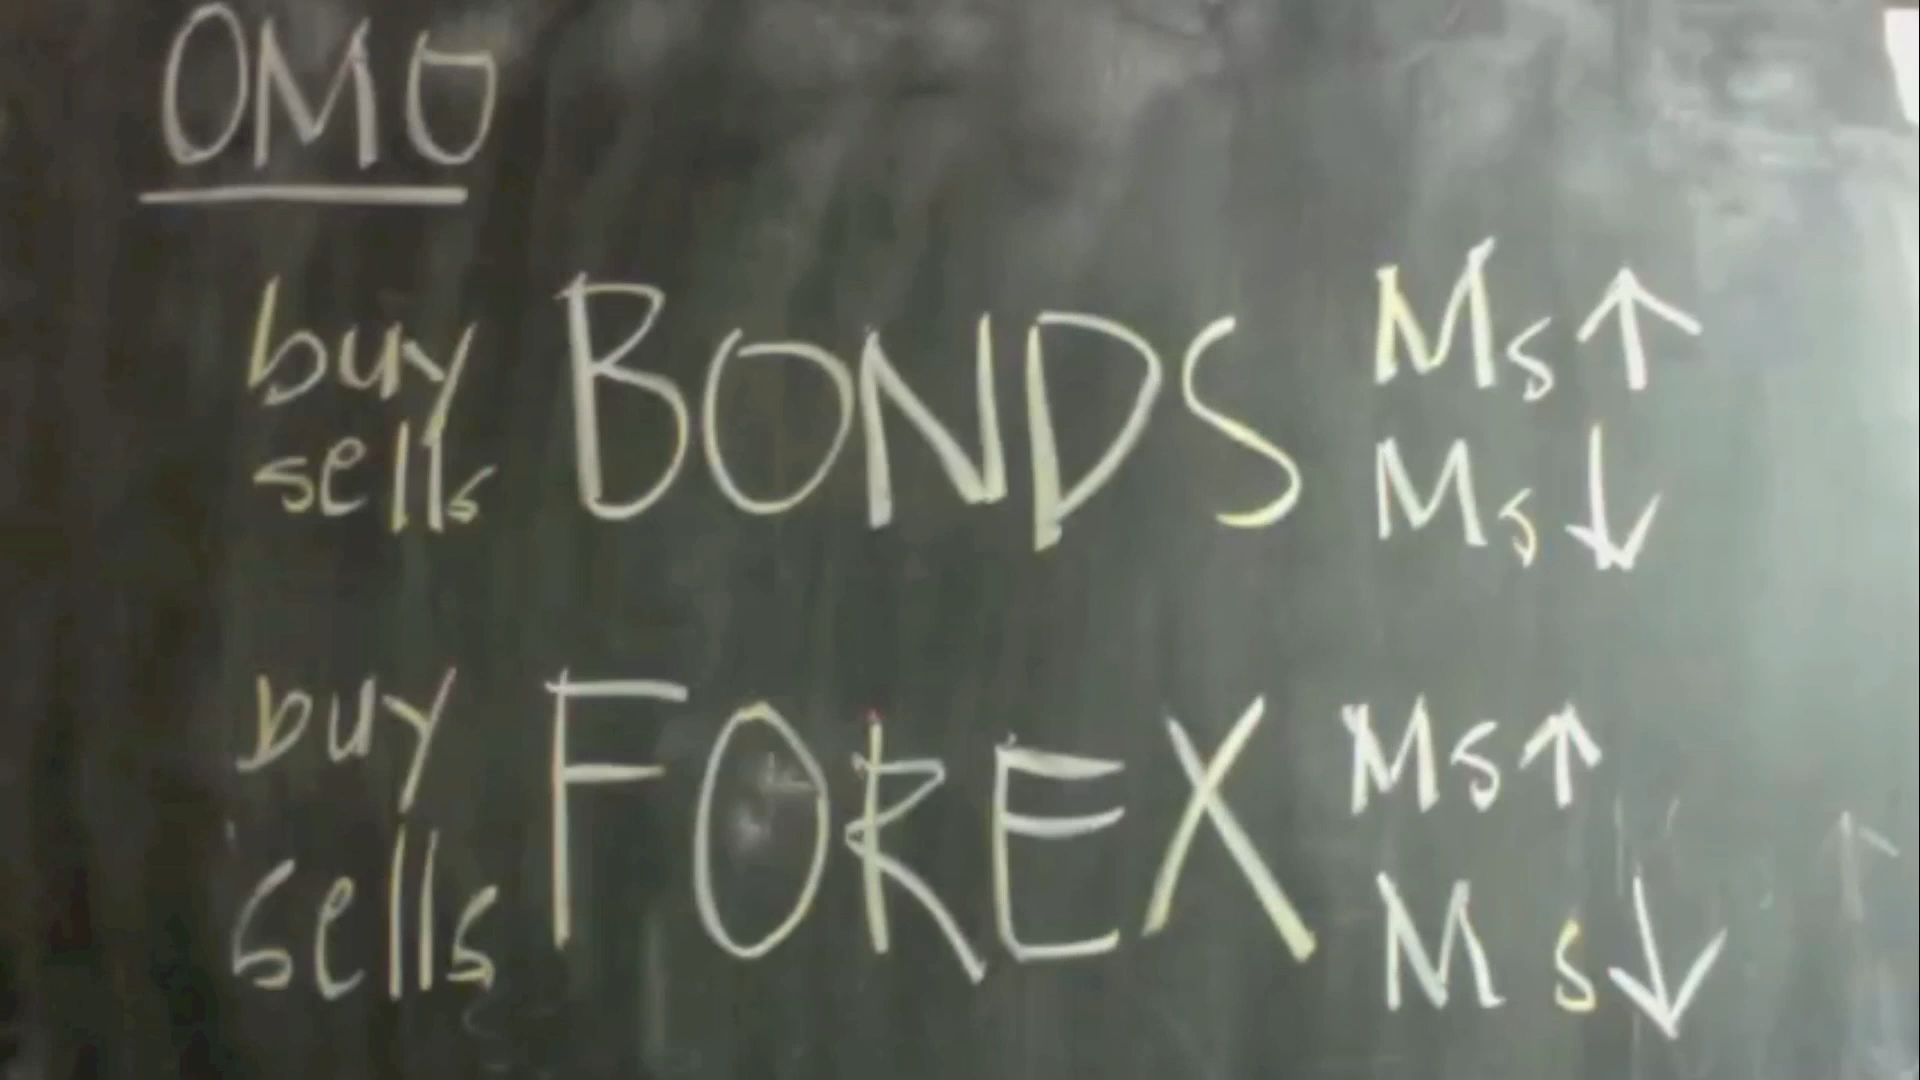 OMO
buy BONDS Ms↑
sells Ms↓
buy FOREX Ms↑
sells Ms↓